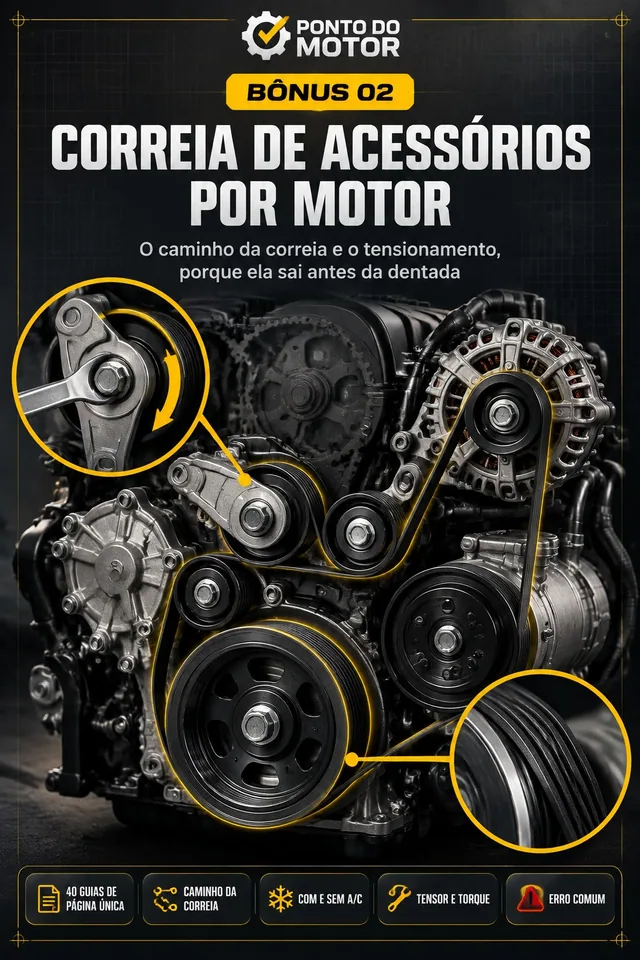 PONTO DO
MOTOR
BÔNUS 02
CORREIA DE ACESSÓRIOS
POR MOTOR
O caminho da correia e o tensionamento,
porque ela sai antes da dentada
40 GUIAS DE
PÁGINA ÚNICA
CAMINHO DA
CORREIA
COM E SEM A/C
TENSOR E TORQUE
ERRO COMUM